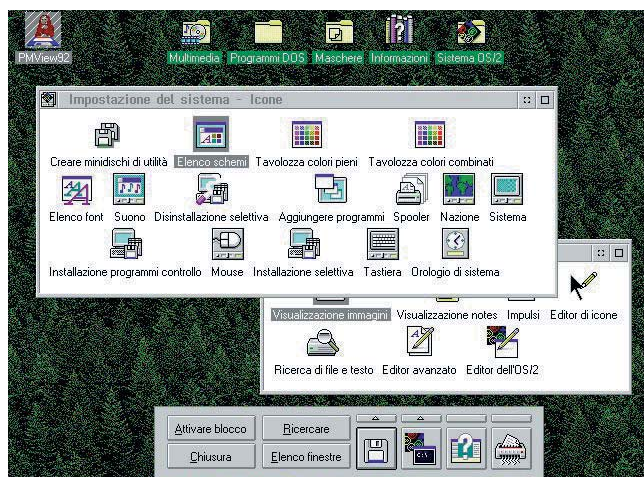 PMView92
Multimedia Programmi DOS Maschere Informazioni Sistema OS/2
Impostazione del sistema - Icone
Creare minidischi di utilità Elenco schemi Tavolozza colori pieni Tavolozza colori combinati
Elenco font Suono Disinstallazione selettiva Aggiungere programmi Spooler Nazione Sistema
Installazione programmi controllo Mouse Installazione selettiva Tastiera Orologio di sistema
Visualizzazione immagini Visualizzazione notes Impulsi Editor di icone
Ricerca di file e testo Editor avanzato Editor dell'OS/2
Attivare blocco Ricercare
Chiusura Elenco finestre